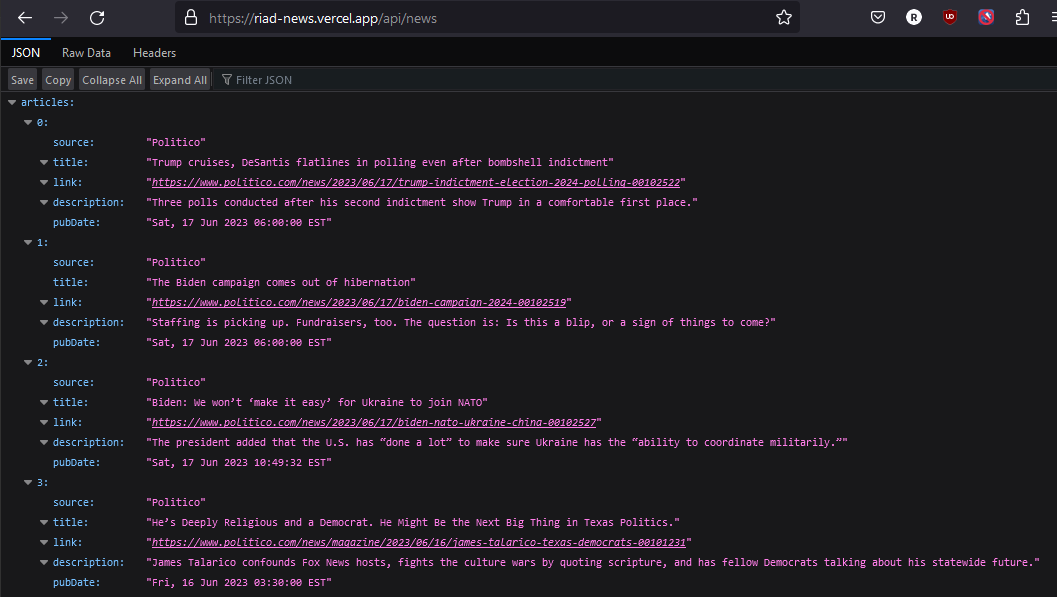 https://riad-news.vercel.app/api/news
R
UD
JSON Raw Data Headers
Save Copy Collapse All Expand All Filter JSON
articles:
0:
source: "Politico"
title: "Trump cruises, DeSantis flatlines in polling even after bombshell indictment"
link: "https://www.politico.com/news/2023/06/17/trump-indictment-election-2024-polling-00102522"
description: "Three polls conducted after his second indictment show Trump in a comfortable first place."
pubDate: "Sat, 17 Jun 2023 06:00:00 EST"
1:
source: "Politico"
title: "The Biden campaign comes out of hibernation"
link: "https://www.politico.com/news/2023/06/17/biden-campaign-2024-00102519"
description: "Staffing is picking up. Fundraisers, too. The question is: Is this a blip, or a sign of things to come?"
pubDate: "Sat, 17 Jun 2023 06:00:00 EST"
2:
source: "Politico"
title: "Biden: We won’t ‘make it easy’ for Ukraine to join NATO"
link: "https://www.politico.com/news/2023/06/17/biden-nato-ukraine-china-00102527"
description: "The president added that the U.S. has “done a lot” to make sure Ukraine has the “ability to coordinate militarily.”"
pubDate: "Sat, 17 Jun 2023 10:49:32 EST"
3:
source: "Politico"
title: "He’s Deeply Religious and a Democrat. He Might Be the Next Big Thing in Texas Politics."
link: "https://www.politico.com/news/magazine/2023/06/16/james-talarico-texas-democrats-00101231"
description: "James Talarico confounds Fox News hosts, fights the culture wars by quoting scripture, and has fellow Democrats talking about his statewide future."
pubDate: "Fri, 16 Jun 2023 03:30:00 EST"